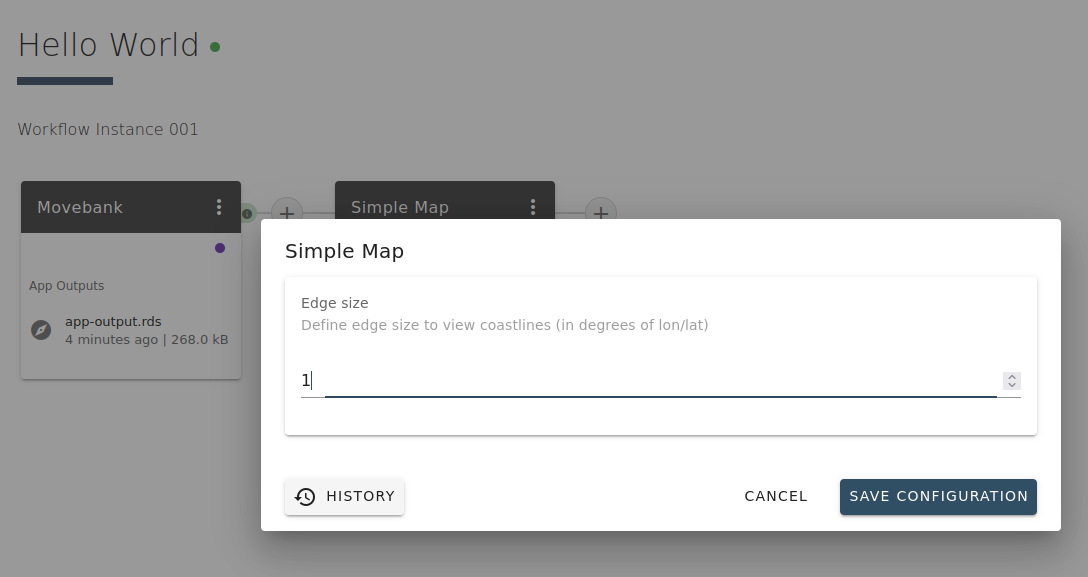 Hello World
Workflow Instance 001
Movebank
Simple Map
App Outputs
app-output.rds
4 minutes ago | 268.0 kB
Simple Map
Edge size
Define edge size to view coastlines (in degrees of lon/lat)
1
HISTORY
CANCEL
SAVE CONFIGURATION